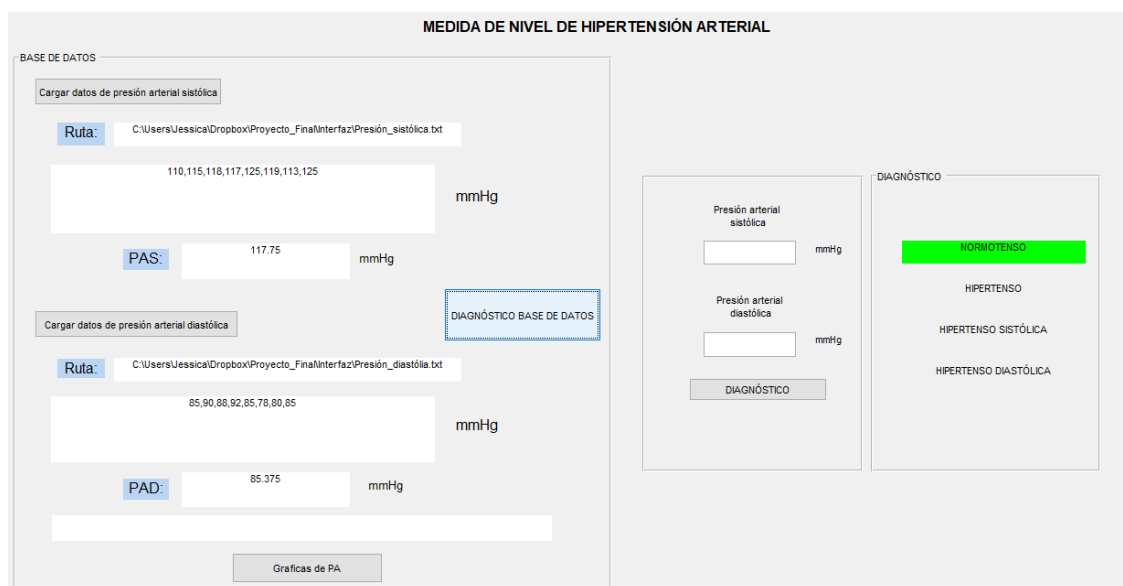 MEDIDA DE NIVEL DE HIPERTENSIÓN ARTERIAL
BASE DE DATOS
Cargar datos de presión arterial sistólica
Ruta:
C:\Users\Jessica\Dropbox\Proyecto_Final\Interfaz\Presión_sistólica.txt
110,115,118,117,125,119,113,125
mmHg
PAS:
117.75
mmHg
DIAGNÓSTICO BASE DE DATOS
Cargar datos de presión arterial diastólica
Ruta:
C:\Users\Jessica\Dropbox\Proyecto_Final\Interfaz\Presión_diastólia.txt
85,90,88,92,85,78,80,85
mmHg
PAD:
85.375
mmHg
Graficas de PA
Presión arterial
sistólica
mmHg
Presión arterial
diastólica
mmHg
DIAGNÓSTICO
DIAGNÓSTICO
NORMOTENSO
HIPERTENSO
HIPERTENSO SISTÓLICA
HIPERTENSO DIASTÓLICA